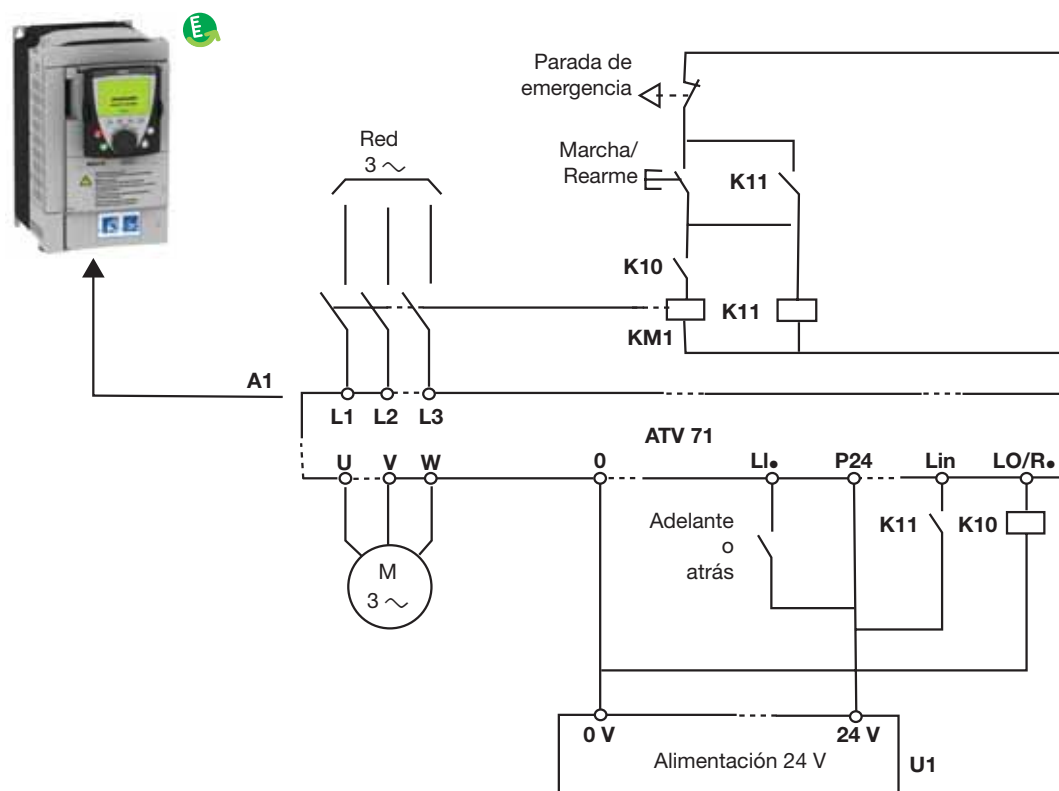 Parada de
emergencia
Red
3
Marcha/
Rearme
K11
K10
K11
KM1
A1
L1 L2 L3
ATV 71
U V W 0 LI• P24 Lin LO/R•
Adelante
o
atrás
K11 K10
M
3
0 V 24 V
Alimentación 24 V
U1